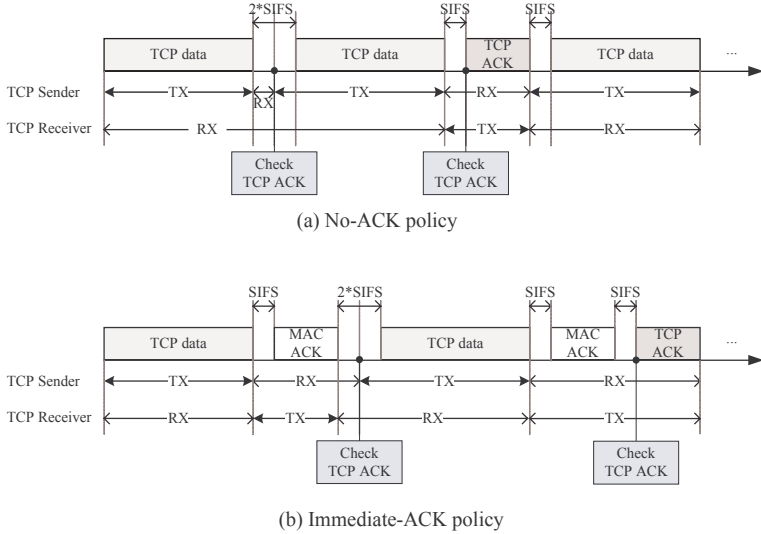 2*SIFS SIFS SIFS
TCP data TCP data TCP ACK TCP data ...
TCP Sender TX RX TX RX TX
TCP Receiver RX TX RX
Check TCP ACK Check TCP ACK
(a) No-ACK policy
SIFS 2*SIFS SIFS SIFS
TCP data MAC ACK TCP data MAC ACK TCP ACK ...
TCP Sender TX RX TX RX
TCP Receiver RX TX RX TX
Check TCP ACK Check TCP ACK
(b) Immediate-ACK policy